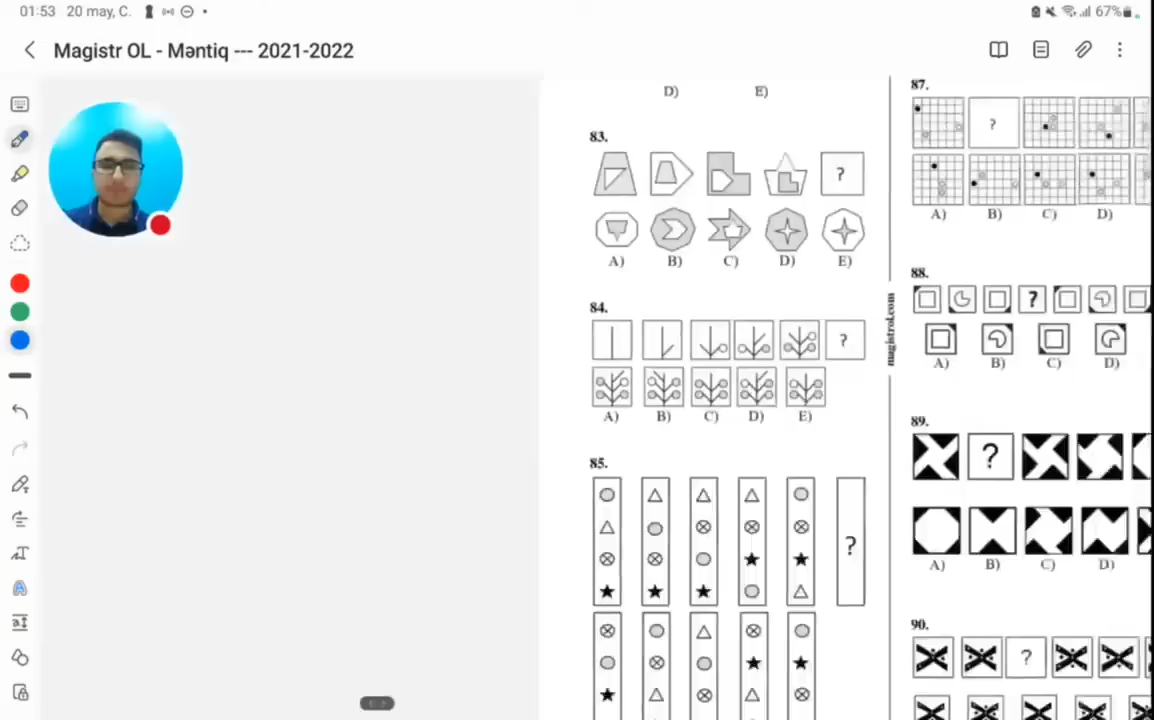 01:53 20 may, C. 67%
Magistr OL - Məntiq --- 2021-2022
D) E)
83.
?
A) B) C) D) E)
84.
?
A) B) C) D) E)
85.
?
magistrol.com
87.
?
A) B) C) D)
88.
?
A) B) C) D)
89.
?
A) B) C) D)
90.
?